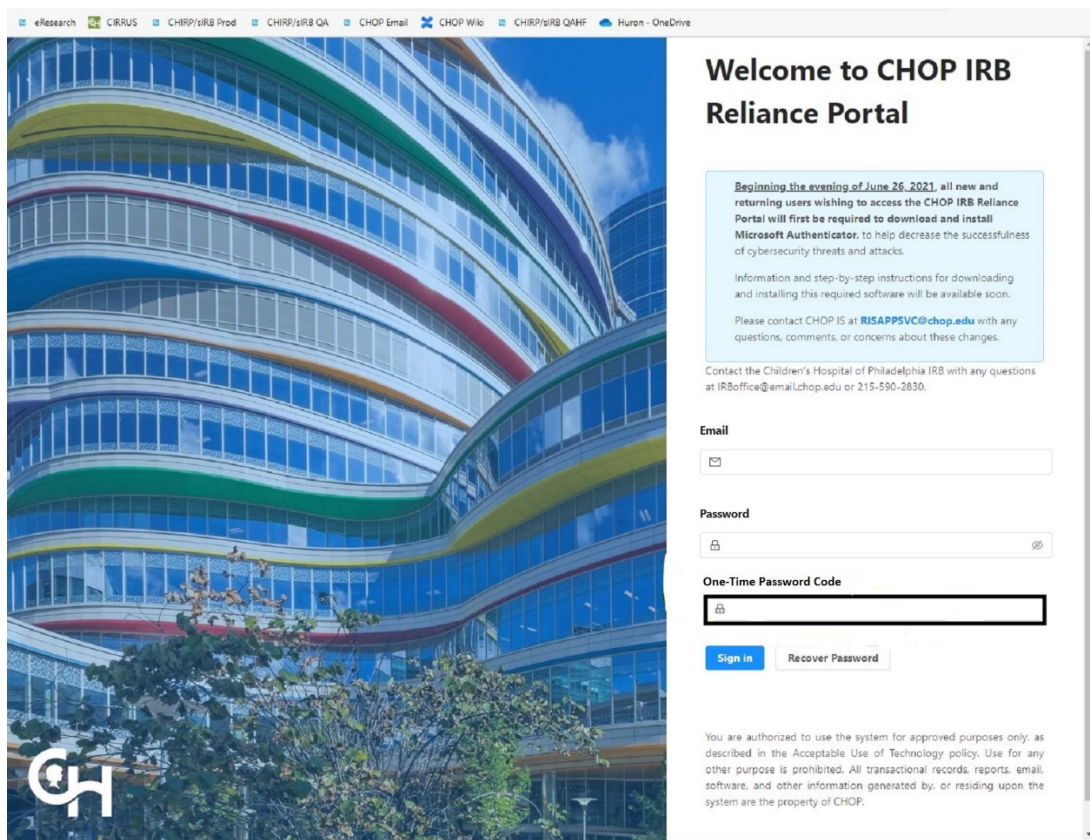 eResearch CIRRUS CHIRP/sIRB Prod CHIRP/sIRB QA CHOP Email CHOP Wiki CHIRP/sIRB QAHF Huron - OneDrive
Welcome to CHOP IRB
Reliance Portal
Beginning the evening of June 26, 2021, all new and
returning users wishing to access the CHOP IRB Reliance
Portal will first be required to download and install
Microsoft Authenticator, to help decrease the successfulness
of cybersecurity threats and attacks.
Information and step-by-step instructions for downloading
and installing this required software will be available soon.
Please contact CHOP IS at RISAPPSVC@chop.edu with any
questions, comments, or concerns about these changes.
Contact the Children's Hospital of Philadelphia IRB with any questions
at IRBoffice@email.chop.edu or 215-590-2830.
Email
Password
One-Time Password Code
Sign in Recover Password
You are authorized to use the system for approved purposes only, as
described in the Acceptable Use of Technology policy. Use for any
other purpose is prohibited. All transactional records, reports, email,
software, and other information generated by, or residing upon the
system are the property of CHOP.
CH